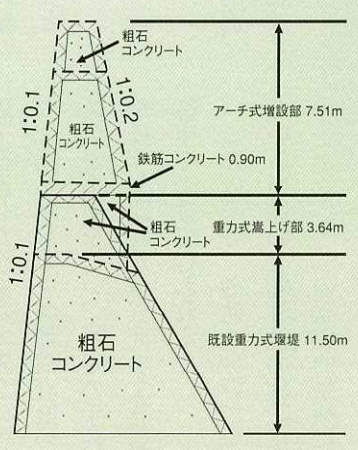 粗石
コンクリート
1:0.1
1:0.2
アーチ式増設部 7.51m
粗石
コンクリート
鉄筋コンクリート 0.90m
粗石
コンクリート
重力式嵩上げ部 3.64m
1:0.1
既設重力式堰堤 11.50m
粗石
コンクリート